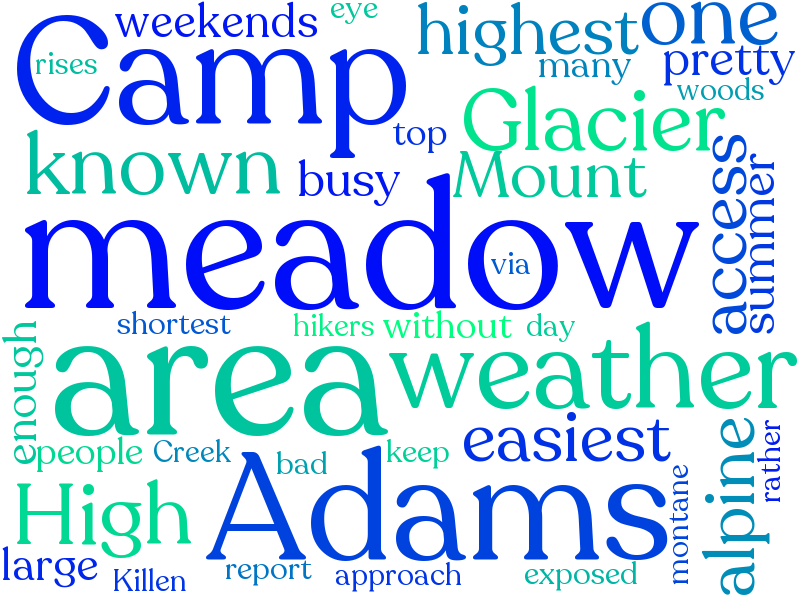 weekends
eye
highest
one
Camp
rises
many
pretty
woods
top
Glacier
known
busy
Mount
access
summer
meadow
via
shortest
hikers
without
day
enough
area
weather
people
Creek
bad
keep
easiest
High
Adams
montane
alpine
rather
large
Killen
report
approach
exposed